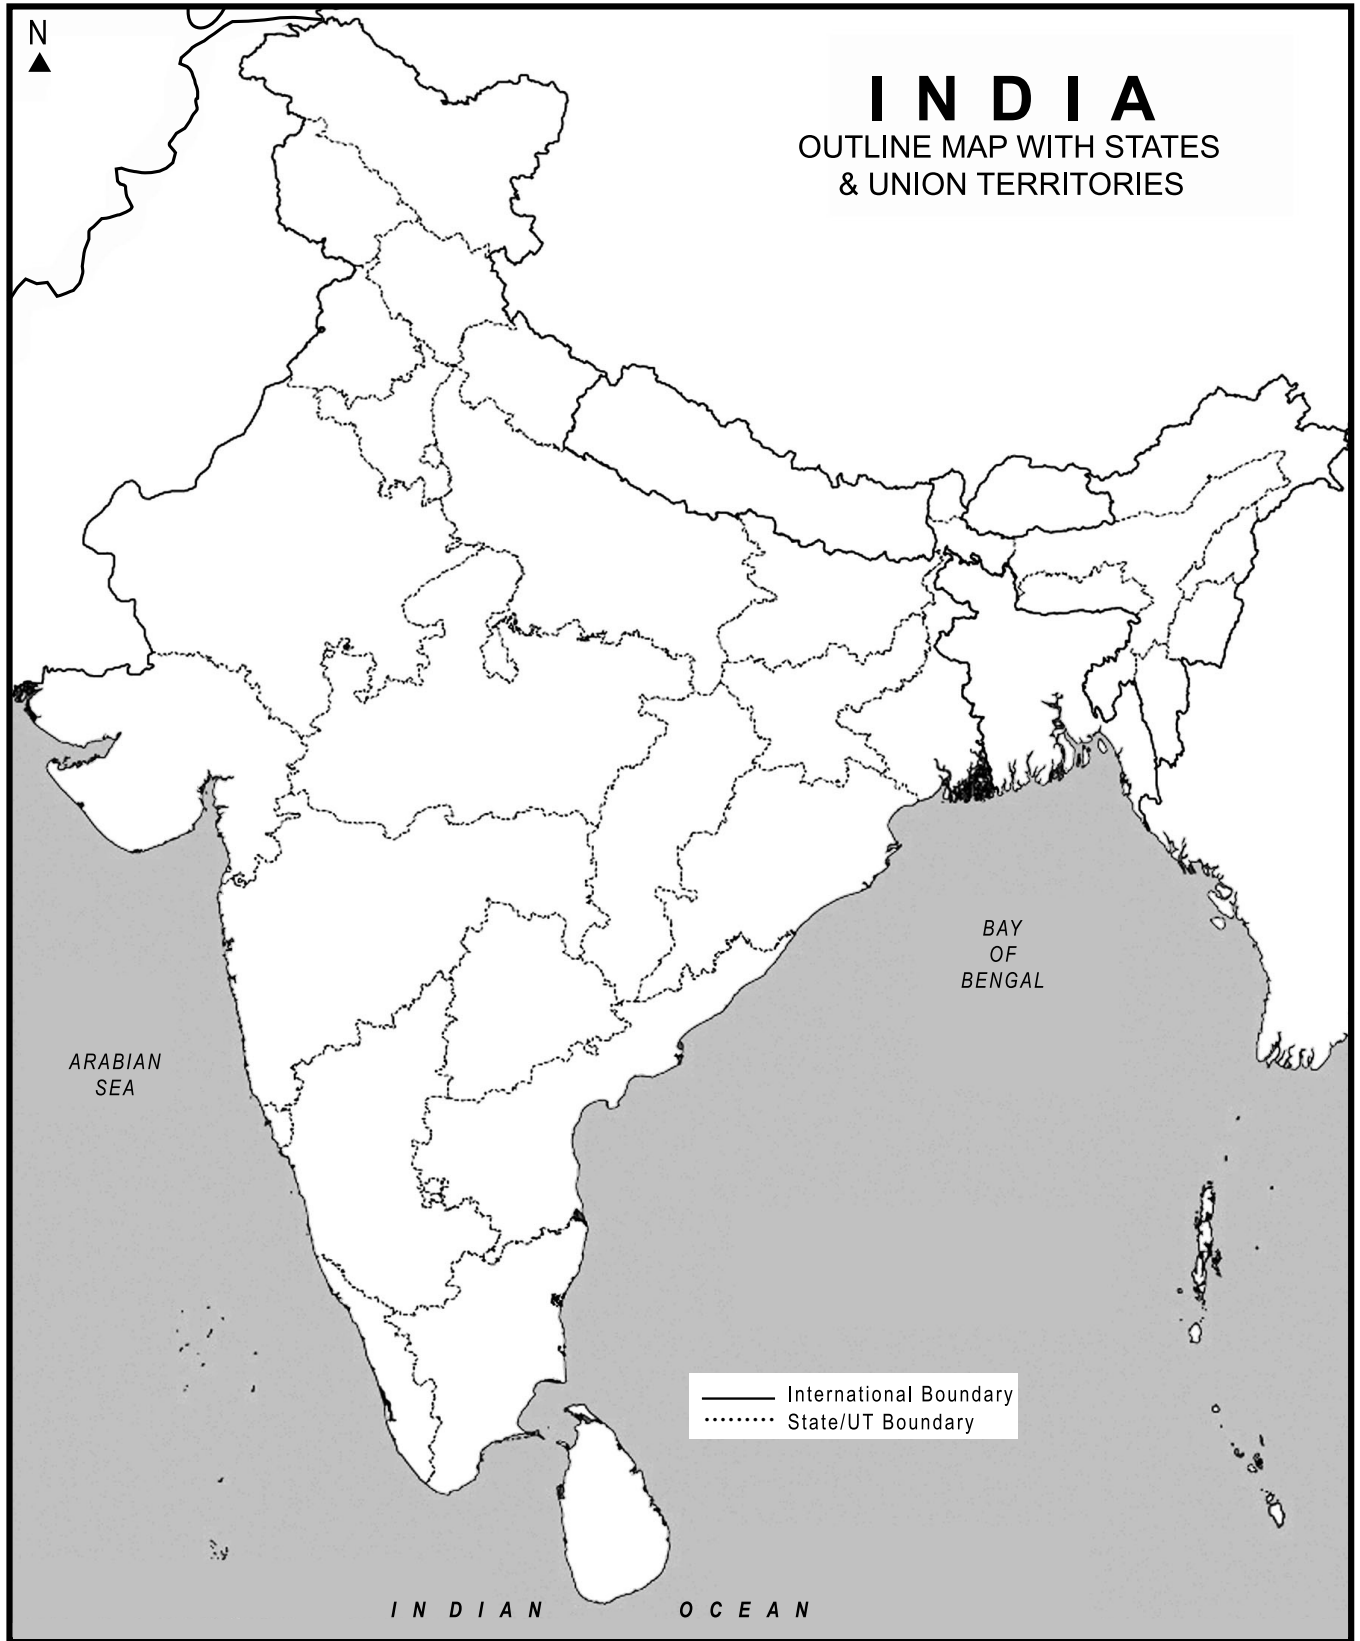 N
I N D I A
OUTLINE MAP WITH STATES
& UNION TERRITORIES
BAY
OF
BENGAL
ARABIAN
SEA
International Boundary
State/UT Boundary
I N D I A N O C E A N